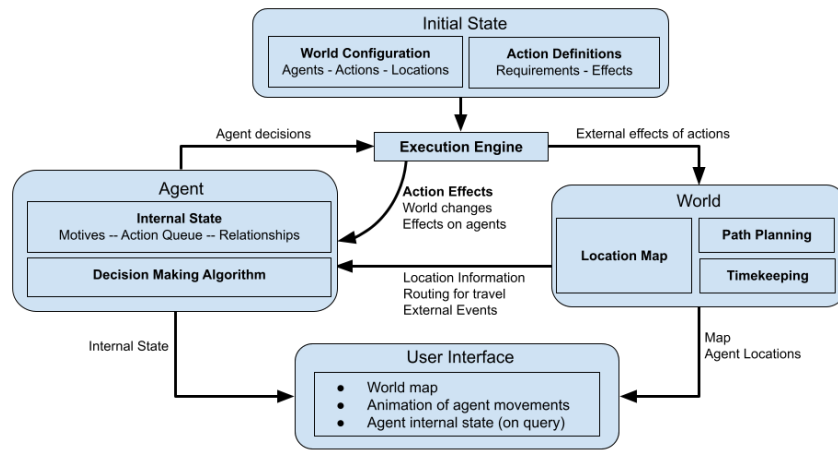 Initial State
World Configuration
Agents - Actions - Locations
Action Definitions
Requirements - Effects
Agent decisions
Execution Engine
External effects of actions
Agent
Internal State
Motives -- Action Queue -- Relationships
Decision Making Algorithm
Action Effects
World changes
Effects on agents
World
Location Map
Path Planning
Timekeeping
Location Information
Routing for travel
External Events
Internal State
Map
Agent Locations
User Interface
● World map
● Animation of agent movements
● Agent internal state (on query)